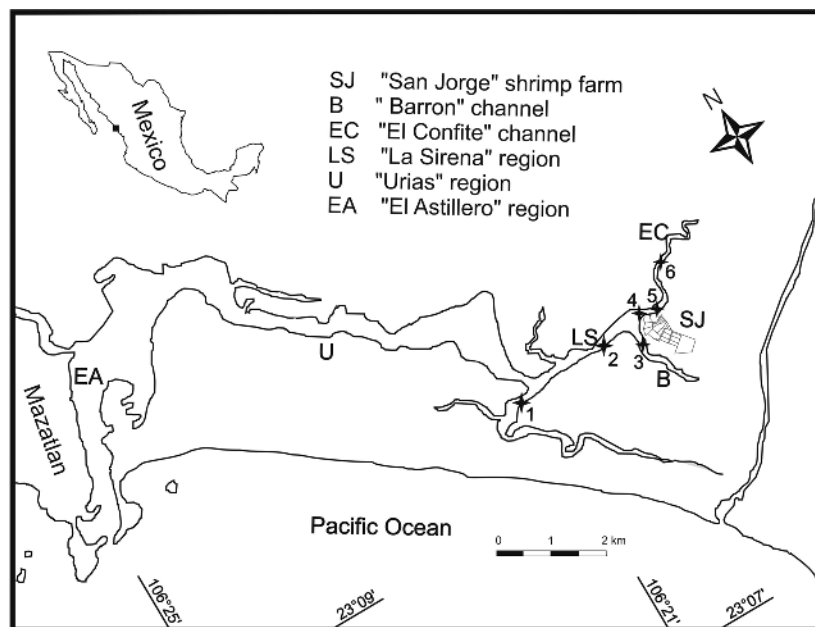 Mexico
SJ "San Jorge" shrimp farm
B " Barron" channel
EC "El Confite" channel
LS "La Sirena" region
U "Urias" region
EA "El Astillero" region
N
EC
6
5
4
SJ
LS
2
3
B
U
EA
1
Mazatlan
Pacific Ocean
0 1 2 km
106°25'
23°09'
106°21'
23°07'